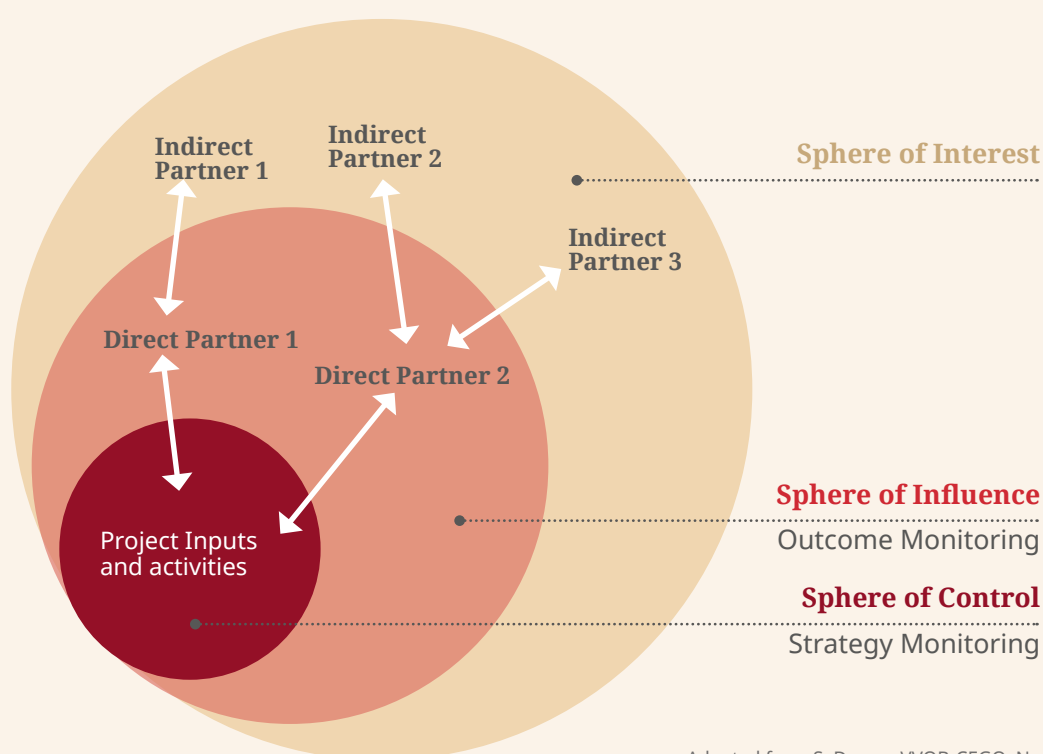 Indirect
Partner 1
Indirect
Partner 2
Sphere of Interest
Indirect
Partner 3
Direct Partner 1
Direct Partner 2
Sphere of Influence
Outcome Monitoring
Project Inputs
and activities
Sphere of Control
Strategy Monitoring